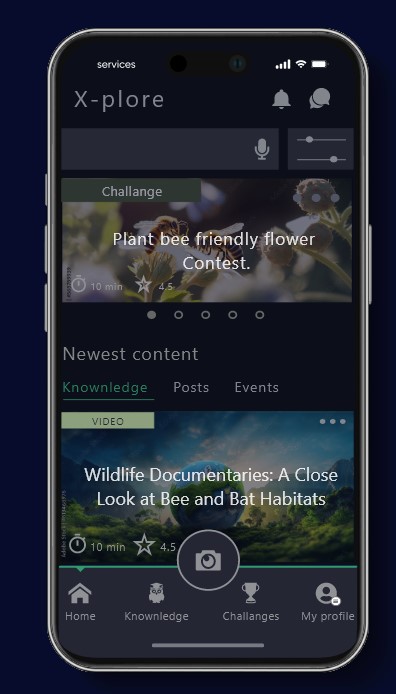 services
X-plore
Challange
Plant bee friendly flower
Contest.
10 min 4.5
Newest content
Knownledge Posts Events
VIDEO
Wildlife Documentaries: A Close
Look at Bee and Bat Habitats
10 min 4.5
Home Knownledge Challanges My profile